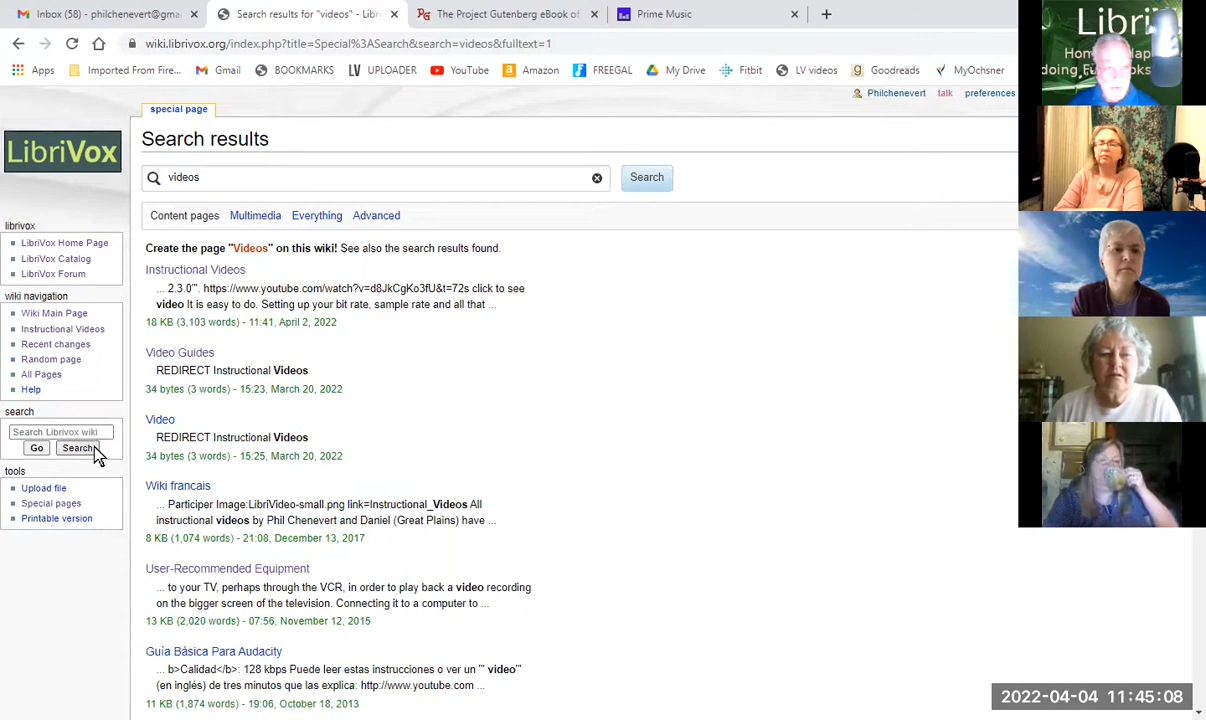 Inbox (58) - philchenevert@gma
Search results for "videos" - Libri
The Project Gutenberg eBook of
Prime Music
wiki.librivox.org/index.php?title=Special%3ASearch&search=videos&fulltext=1
Apps
Imported From Fire...
Gmail
BOOKMARKS
LV UPLOADER
YouTube
Amazon
FREEGAL
My Drive
Fitbit
LV videos
Goodreads
MyOchsner
Philchenevert talk preferences
special page
LibriVox
Search results
videos
Search
Content pages Multimedia Everything Advanced
Create the page "Videos" on this wiki! See also the search results found.
Instructional Videos
... 2.3.0'''. https://www.youtube.com/watch?v=d8JkCgKo3fU&t=72s click to see
video It is easy to do. Setting up your bit rate, sample rate and all that ...
18 KB (3,103 words) - 11:41, April 2, 2022
Video Guides
REDIRECT Instructional Videos
34 bytes (3 words) - 15:23, March 20, 2022
Video
REDIRECT Instructional Videos
34 bytes (3 words) - 15:25, March 20, 2022
Wiki francais
... Participer Image:LibriVideo-small.png link=Instructional_Videos All
instructional videos by Phil Chenevert and Daniel (Great Plains) have ...
8 KB (1,074 words) - 21:08, December 13, 2017
User-Recommended Equipment
... to your TV, perhaps through the VCR, in order to play back a video recording
on the bigger screen of the television. Connecting it to a computer to ...
13 KB (2,020 words) - 07:56, November 12, 2015
Guía Básica Para Audacity
... b>Calidad</b>: 128 kbps Puede leer estas instrucciones o ver un ''' video'''
(en inglés) de tres minutos que las explica: http://www.youtube.com ...
11 KB (1,874 words) - 19:06, October 18, 2013
librivox
LibriVox Home Page
LibriVox Catalog
LibriVox Forum
wiki navigation
Wiki Main Page
Instructional Videos
Recent changes
Random page
All Pages
Help
search
Search Librivox wiki
Go
Search
tools
Upload file
Special pages
Printable version
2022-04-04 11:45:08